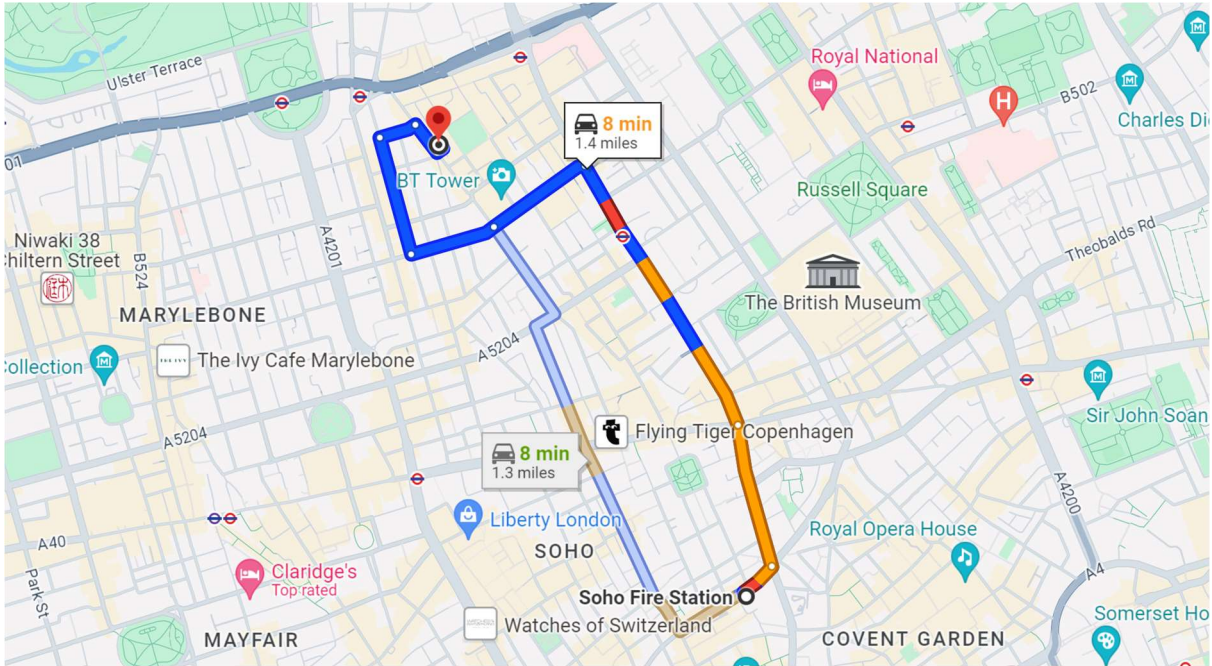 Ulster Terrace
Royal National
B502
Charles Di
8 min
1.4 miles
01
BT Tower
Russell Square
A4201
Theobalds Rd
Niwaki 38
Chiltern Street
B524
The British Museum
MARYLEBONE
A5204
The Ivy Cafe Marylebone
Collection
Sir John Soan
Flying Tiger Copenhagen
A5204
8 min
1.3 miles
A4200
Liberty London
Royal Opera House
A40
SOHO
Claridge's
Top rated
A4
Park St
Soho Fire Station
Somerset Ho
Watches of Switzerland
MAYFAIR
COVENT GARDEN